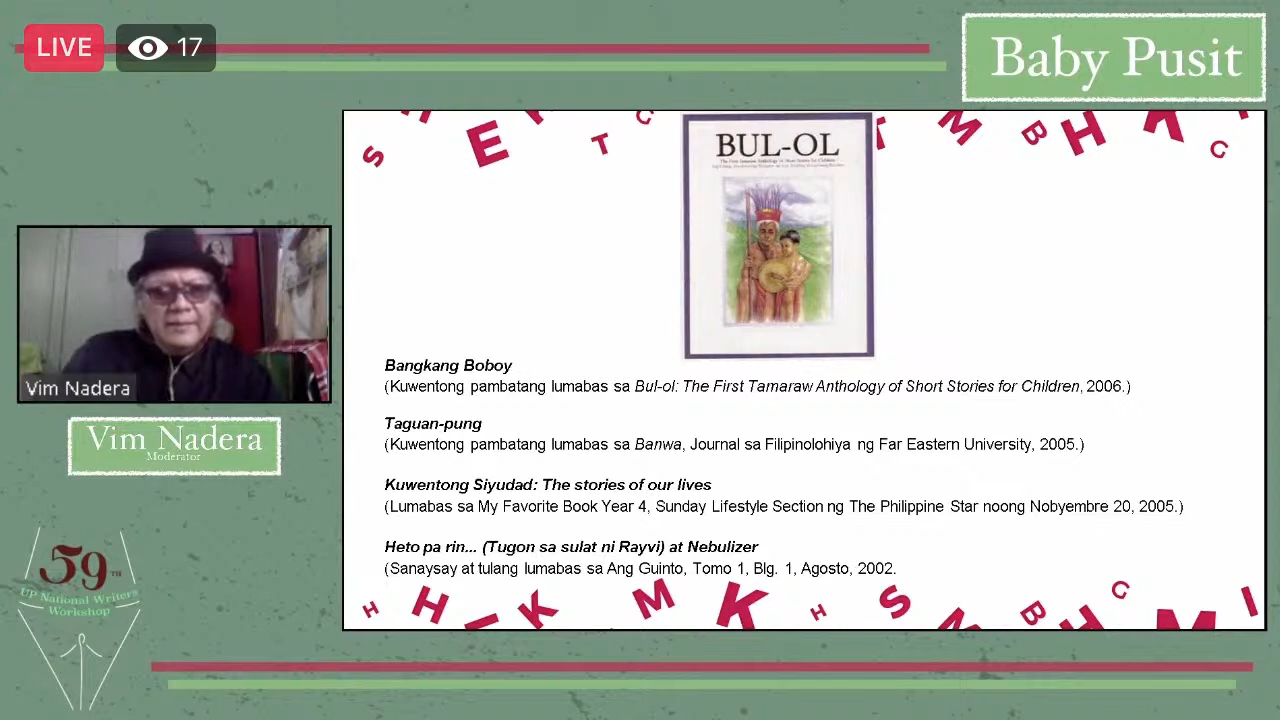 LIVE 17
Baby Pusit
BUL-OL
Bangkang Boboy
(Kuwentong pambatang lumabas sa Bul-ol: The First Tamaraw Anthology of Short Stories for Children, 2006.)
Taguan-pung
(Kuwentong pambatang lumabas sa Banwa, Journal sa Filipinolohiya ng Far Eastern University, 2005.)
Kuwentong Siyudad: The stories of our lives
(Lumabas sa My Favorite Book Year 4, Sunday Lifestyle Section ng The Philippine Star noong Nobyembre 20, 2005.)
Heto pa rin... (Tugon sa sulat ni Rayvi) at Nebulizer
(Sanaysay at tulang lumabas sa Ang Guinto, Tomo 1, Blg. 1, Agosto, 2002.
Vim Nadera
Vim Nadera
Moderator
59TH
UP National Writers
Workshop